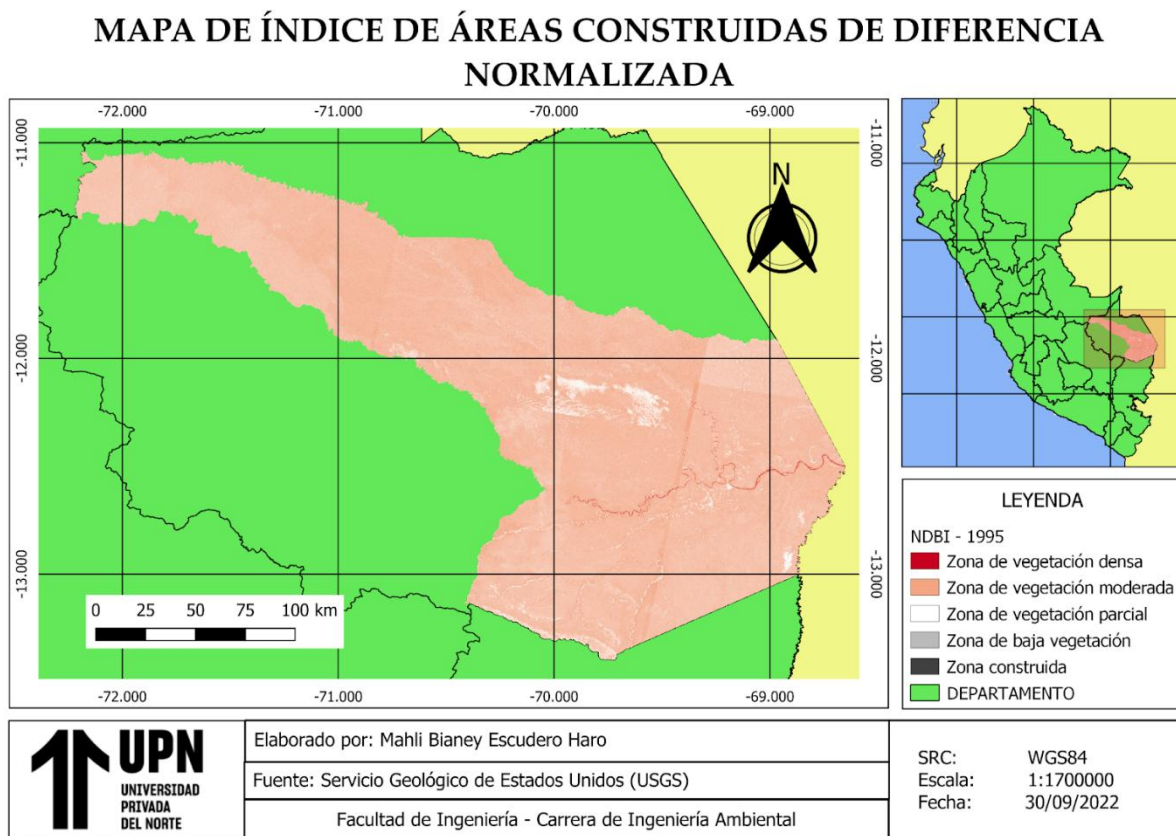 MAPA DE ÍNDICE DE ÁREAS CONSTRUIDAS DE DIFERENCIA
NORMALIZADA
-72.000 -71.000 -70.000 -69.000
-11.000 -11.000
N
-12.000 -12.000
-13.000 -13.000
0 25 50 75 100 km
-72.000 -71.000 -70.000 -69.000
LEYENDA
NDBI - 1995
Zona de vegetación densa
Zona de vegetación moderada
Zona de vegetación parcial
Zona de baja vegetación
Zona construida
DEPARTAMENTO
UPN
UNIVERSIDAD
PRIVADA
DEL NORTE
Elaborado por: Mahli Bianey Escudero Haro
Fuente: Servicio Geológico de Estados Unidos (USGS)
Facultad de Ingeniería - Carrera de Ingeniería Ambiental
SRC: WGS84
Escala: 1:1700000
Fecha: 30/09/2022